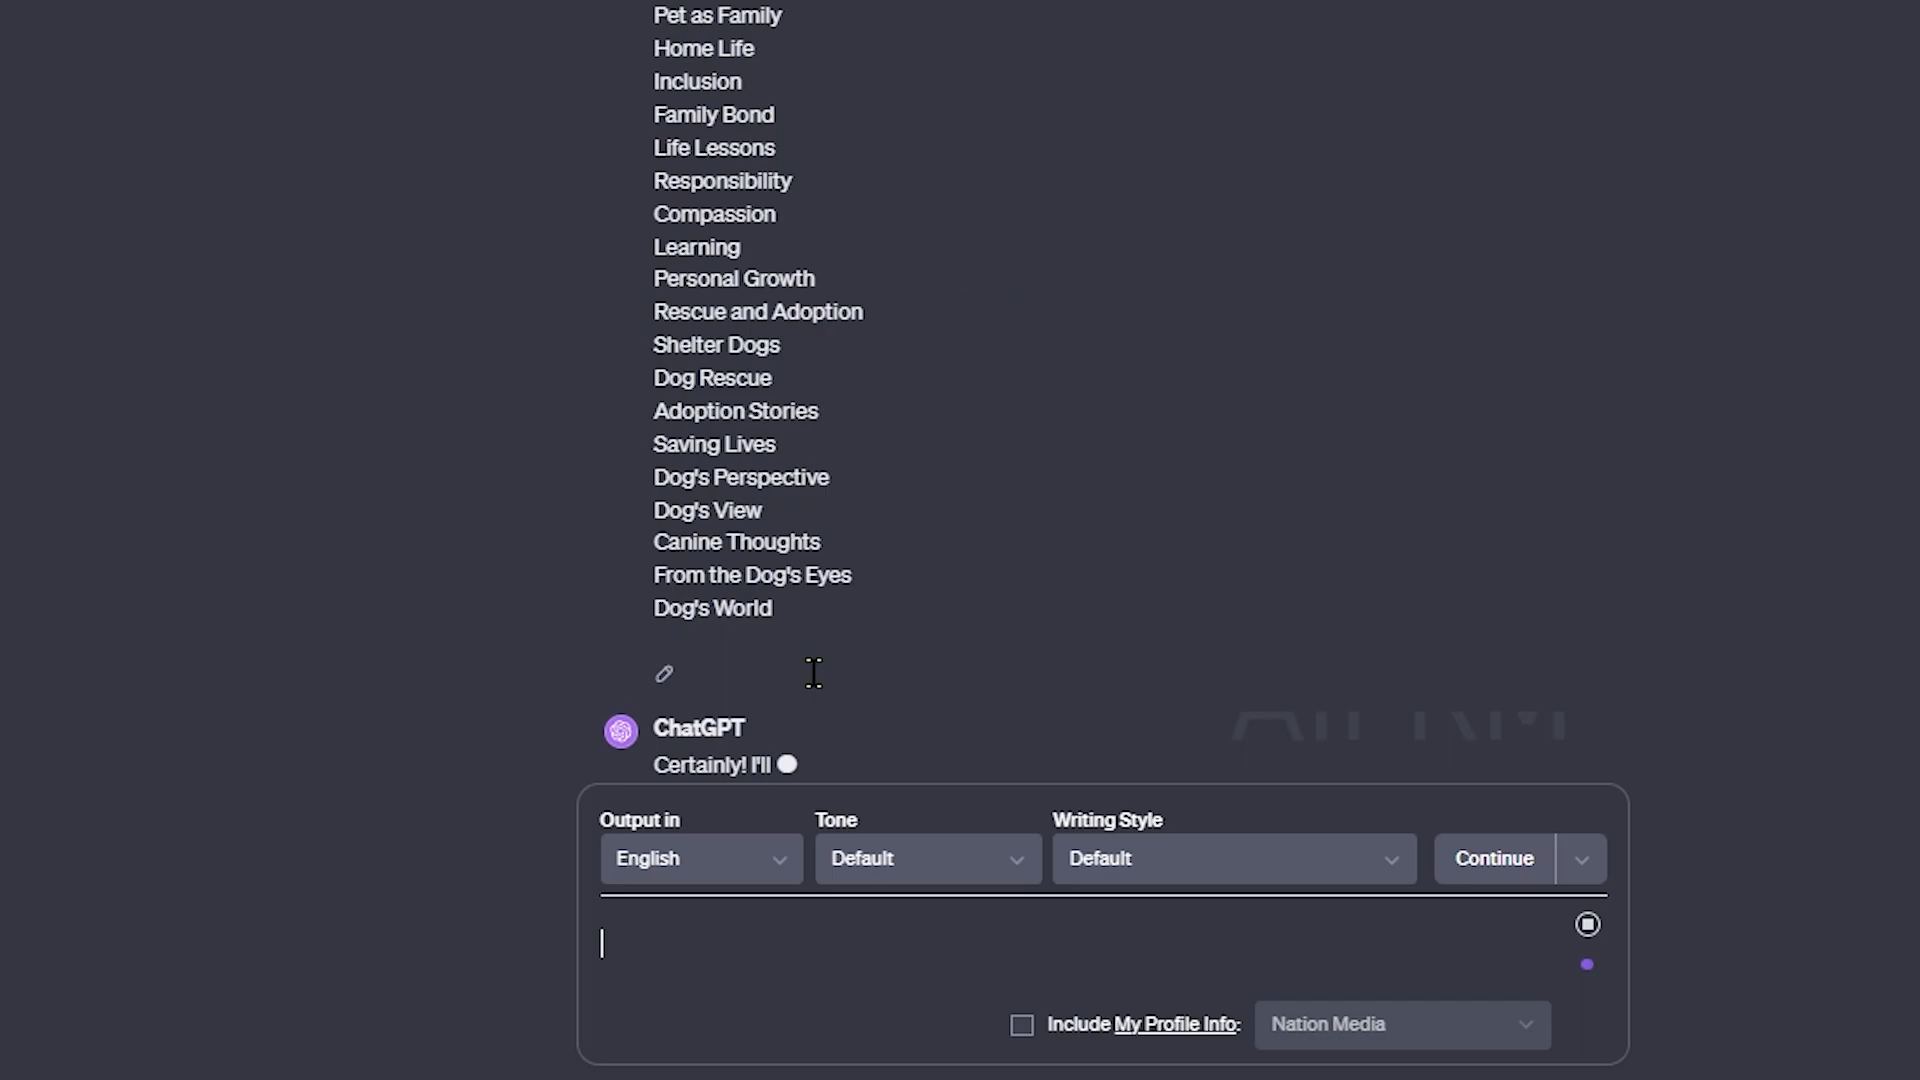 Pet as Family
Home Life
Inclusion
Family Bond
Life Lessons
Responsibility
Compassion
Learning
Personal Growth
Rescue and Adoption
Shelter Dogs
Dog Rescue
Adoption Stories
Saving Lives
Dog's Perspective
Dog's View
Canine Thoughts
From the Dog's Eyes
Dog's World
ChatGPT
Certainly! I'll
Output in
Tone
Writing Style
English
Default
Default
Continue
Include My Profile Info:
Nation Media